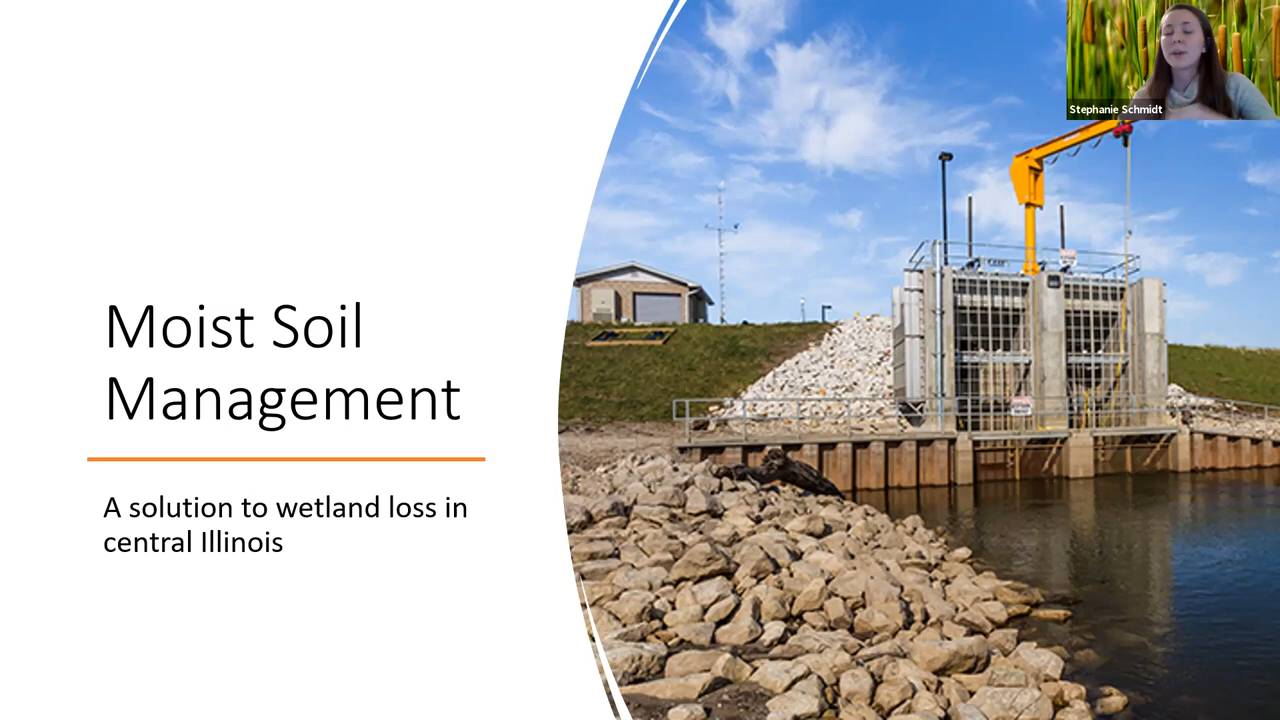 Stephanie Schmidt
Moist Soil
Management
A solution to wetland loss in
central Illinois